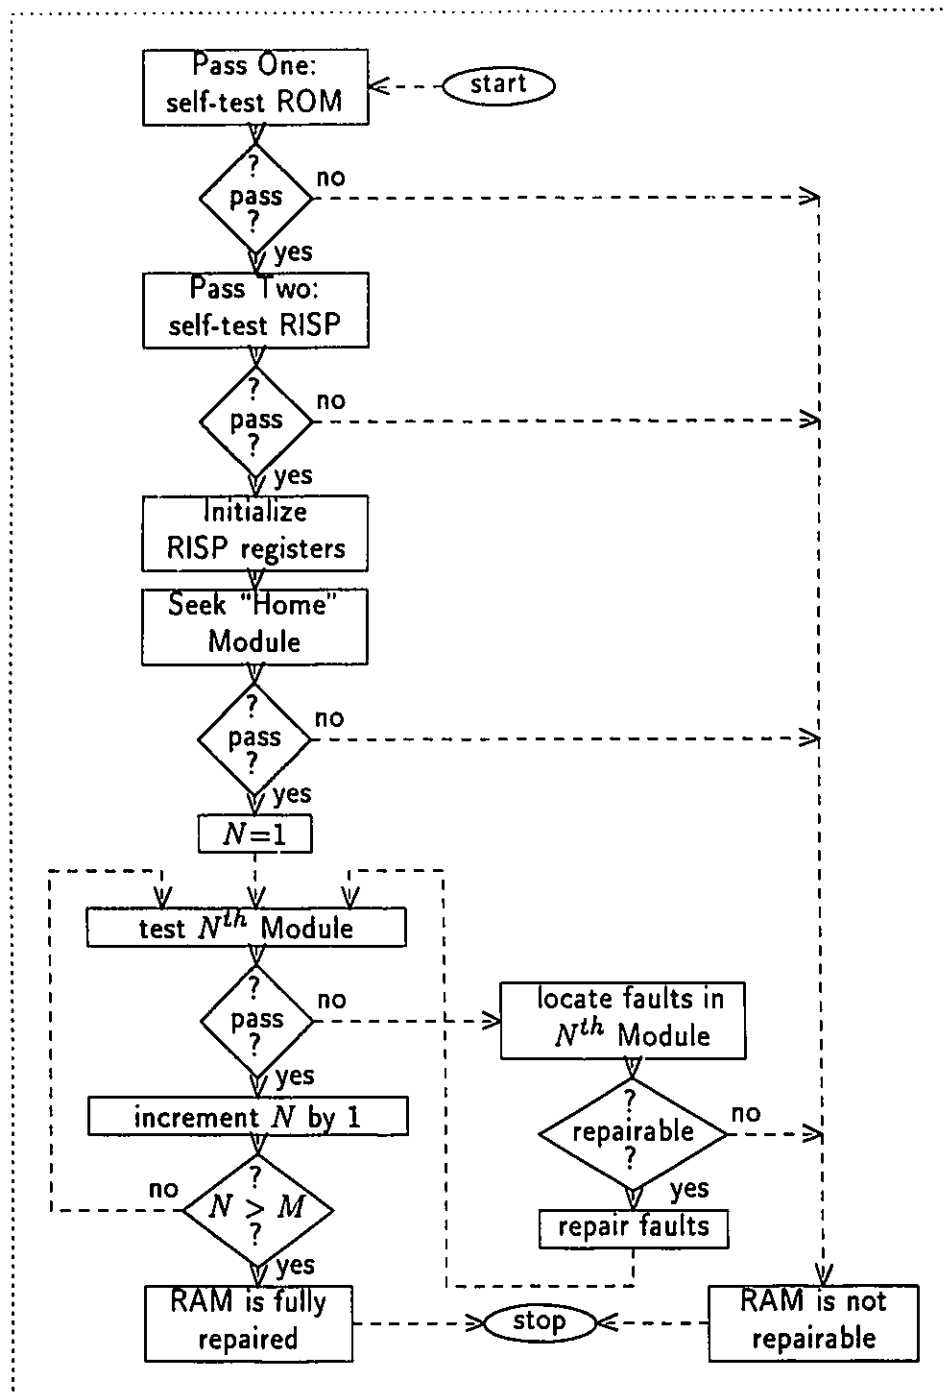 Pass One:
self-test ROM
start
?
pass
?
no
yes
Pass Two:
self-test RISP
?
pass
?
no
yes
Initialize
RISP registers
Seek "Home"
Module
?
pass
?
no
yes
N=1
test Nth Module
?
pass
?
no
yes
locate faults in
Nth Module
?
repairable
?
no
yes
repair faults
increment N by 1
?
N > M
?
no
yes
RAM is fully
repaired
stop
RAM is not
repairable